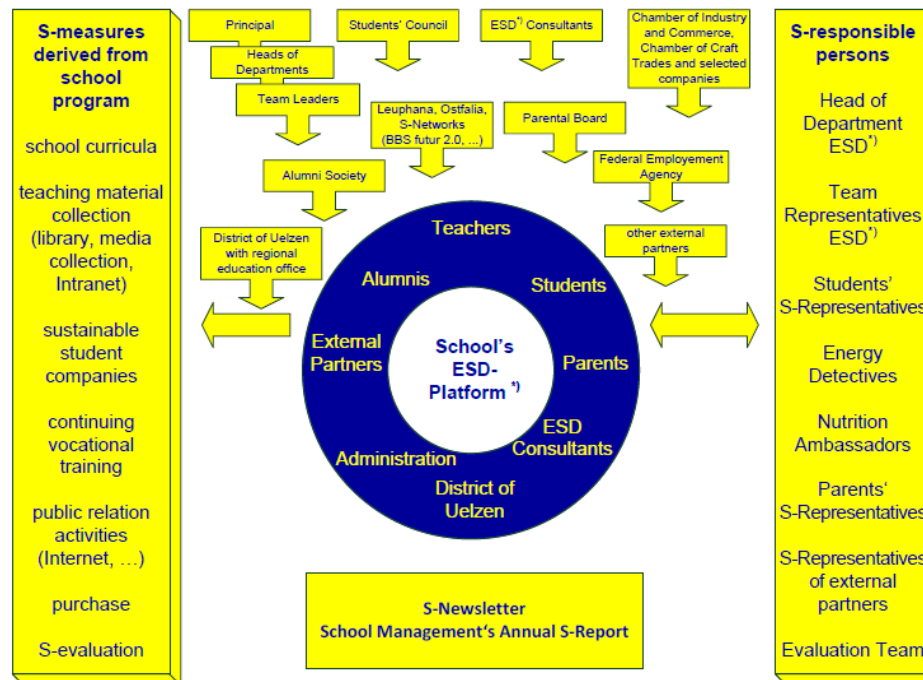 S-measures
derived from
school
program
school curricula
teaching material
collection
(library, media
collection,
Intranet)
sustainable
student
companies
continuing
vocational
training
public relation
activities
(Internet, …)
purchase
S-evaluation
Principal
Heads of
Departments
Team Leaders
Students' Council
ESD*) Consultants
Chamber of Industry
and Commerce,
Chamber of Craft
Trades and selected
companies
Leuphana, Ostfalia,
S-Networks
(BBS futur 2.0, ...)
Parental Board
Alumni Society
Federal Employement
Agency
District of Uelzen
with regional
education office
other external
partners
Teachers
Alumnis
Students
External
Partners
Parents
ESD
Consultants
Administration
District of
Uelzen
School's
ESD-
Platform *)
S-Newsletter
School Management's Annual S-Report
S-responsible
persons
Head of
Department
ESD*)
Team
Representatives
ESD*)
Students'
S-Representatives
Energy
Detectives
Nutrition
Ambassadors
Parents'
S-Representatives
S-Representatives
of external
partners
Evaluation Team